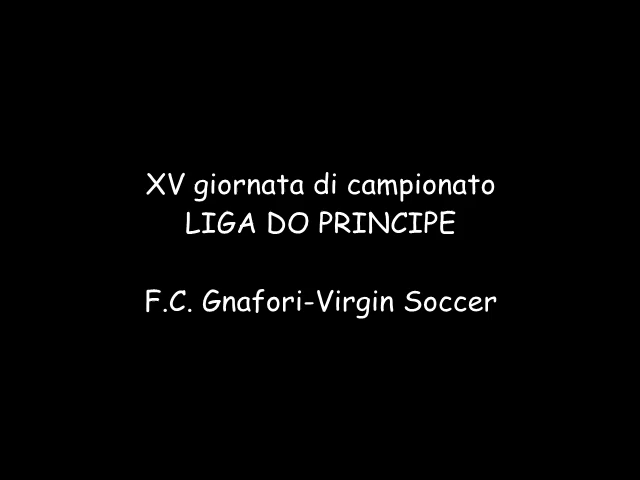 XV giornata di campionato
LIGA DO PRINCIPE
F.C. Gnafori-Virgin Soccer